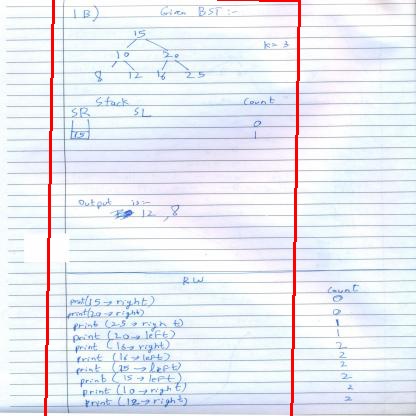 1B) Given BST:-
15
10 20 k = 3
8 12 16 25
Stack Count
SR SL
0
15 1
Output is:-
12, 8
RW
Count
print(15→right) 0
print(20→right) 0
print (25→right) 1
print (20→left) 1
print (16→right) 2
print (16→left) 2
print (15→left) 2
print (15→left) 2
print (10→right) 2
print (12→right) 2